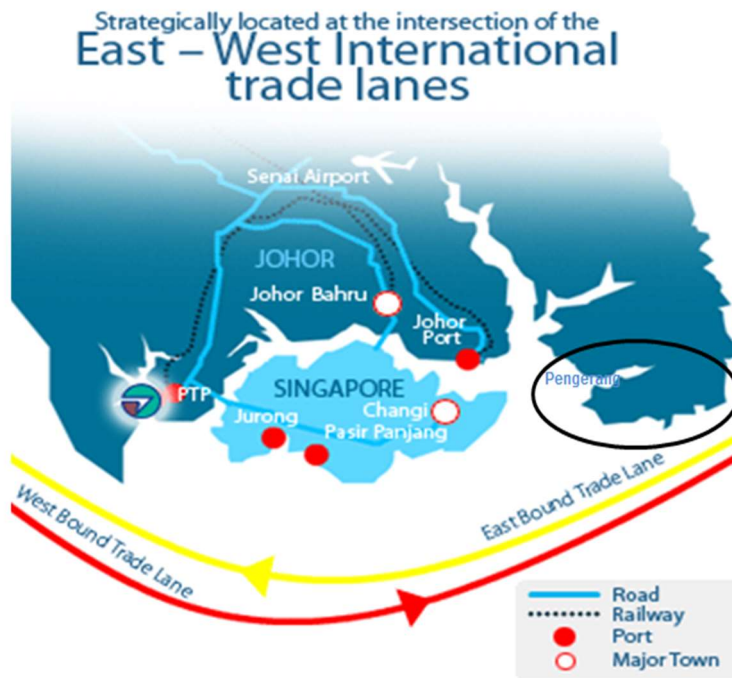 Strategically located at the intersection of the
East – West International
trade lanes
Senai Airport
JOHOR
Johor Bahru
Johor
Port
Pengerang
PTP
SINGAPORE
Changi
Jurong
Pasir Panjang
West Bound Trade Lane
East Bound Trade Lane
Road
Railway
Port
Major Town